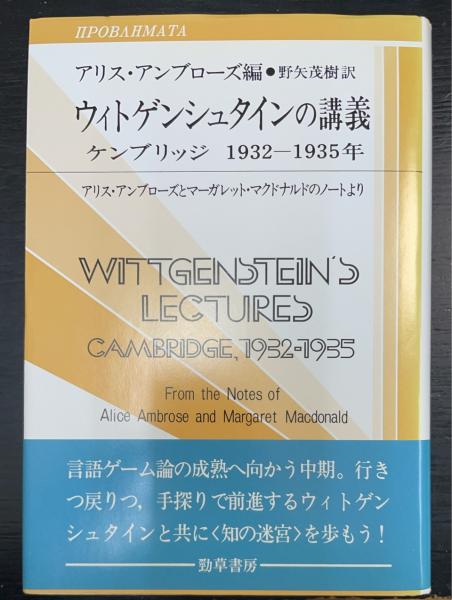 ΠΡΟΒΛΗΜΑΤΑ
アリス・アンブローズ編●野矢茂樹訳
ウィトゲンシュタインの講義
ケンブリッジ 1932―1935年
アリス・アンブローズとマーガレット・マクドナルドのノートより
WITTGENSTEIN'S
LECTURES
CAMBRIDGE, 1932-1935
From the Notes of
Alice Ambrose and Margaret Macdonald
言語ゲーム論の成熟へ向かう中期。行き
つ戻りつ，手探りで前進するウィトゲン
シュタインと共に〈知の迷宮〉を歩もう！
勁草書房